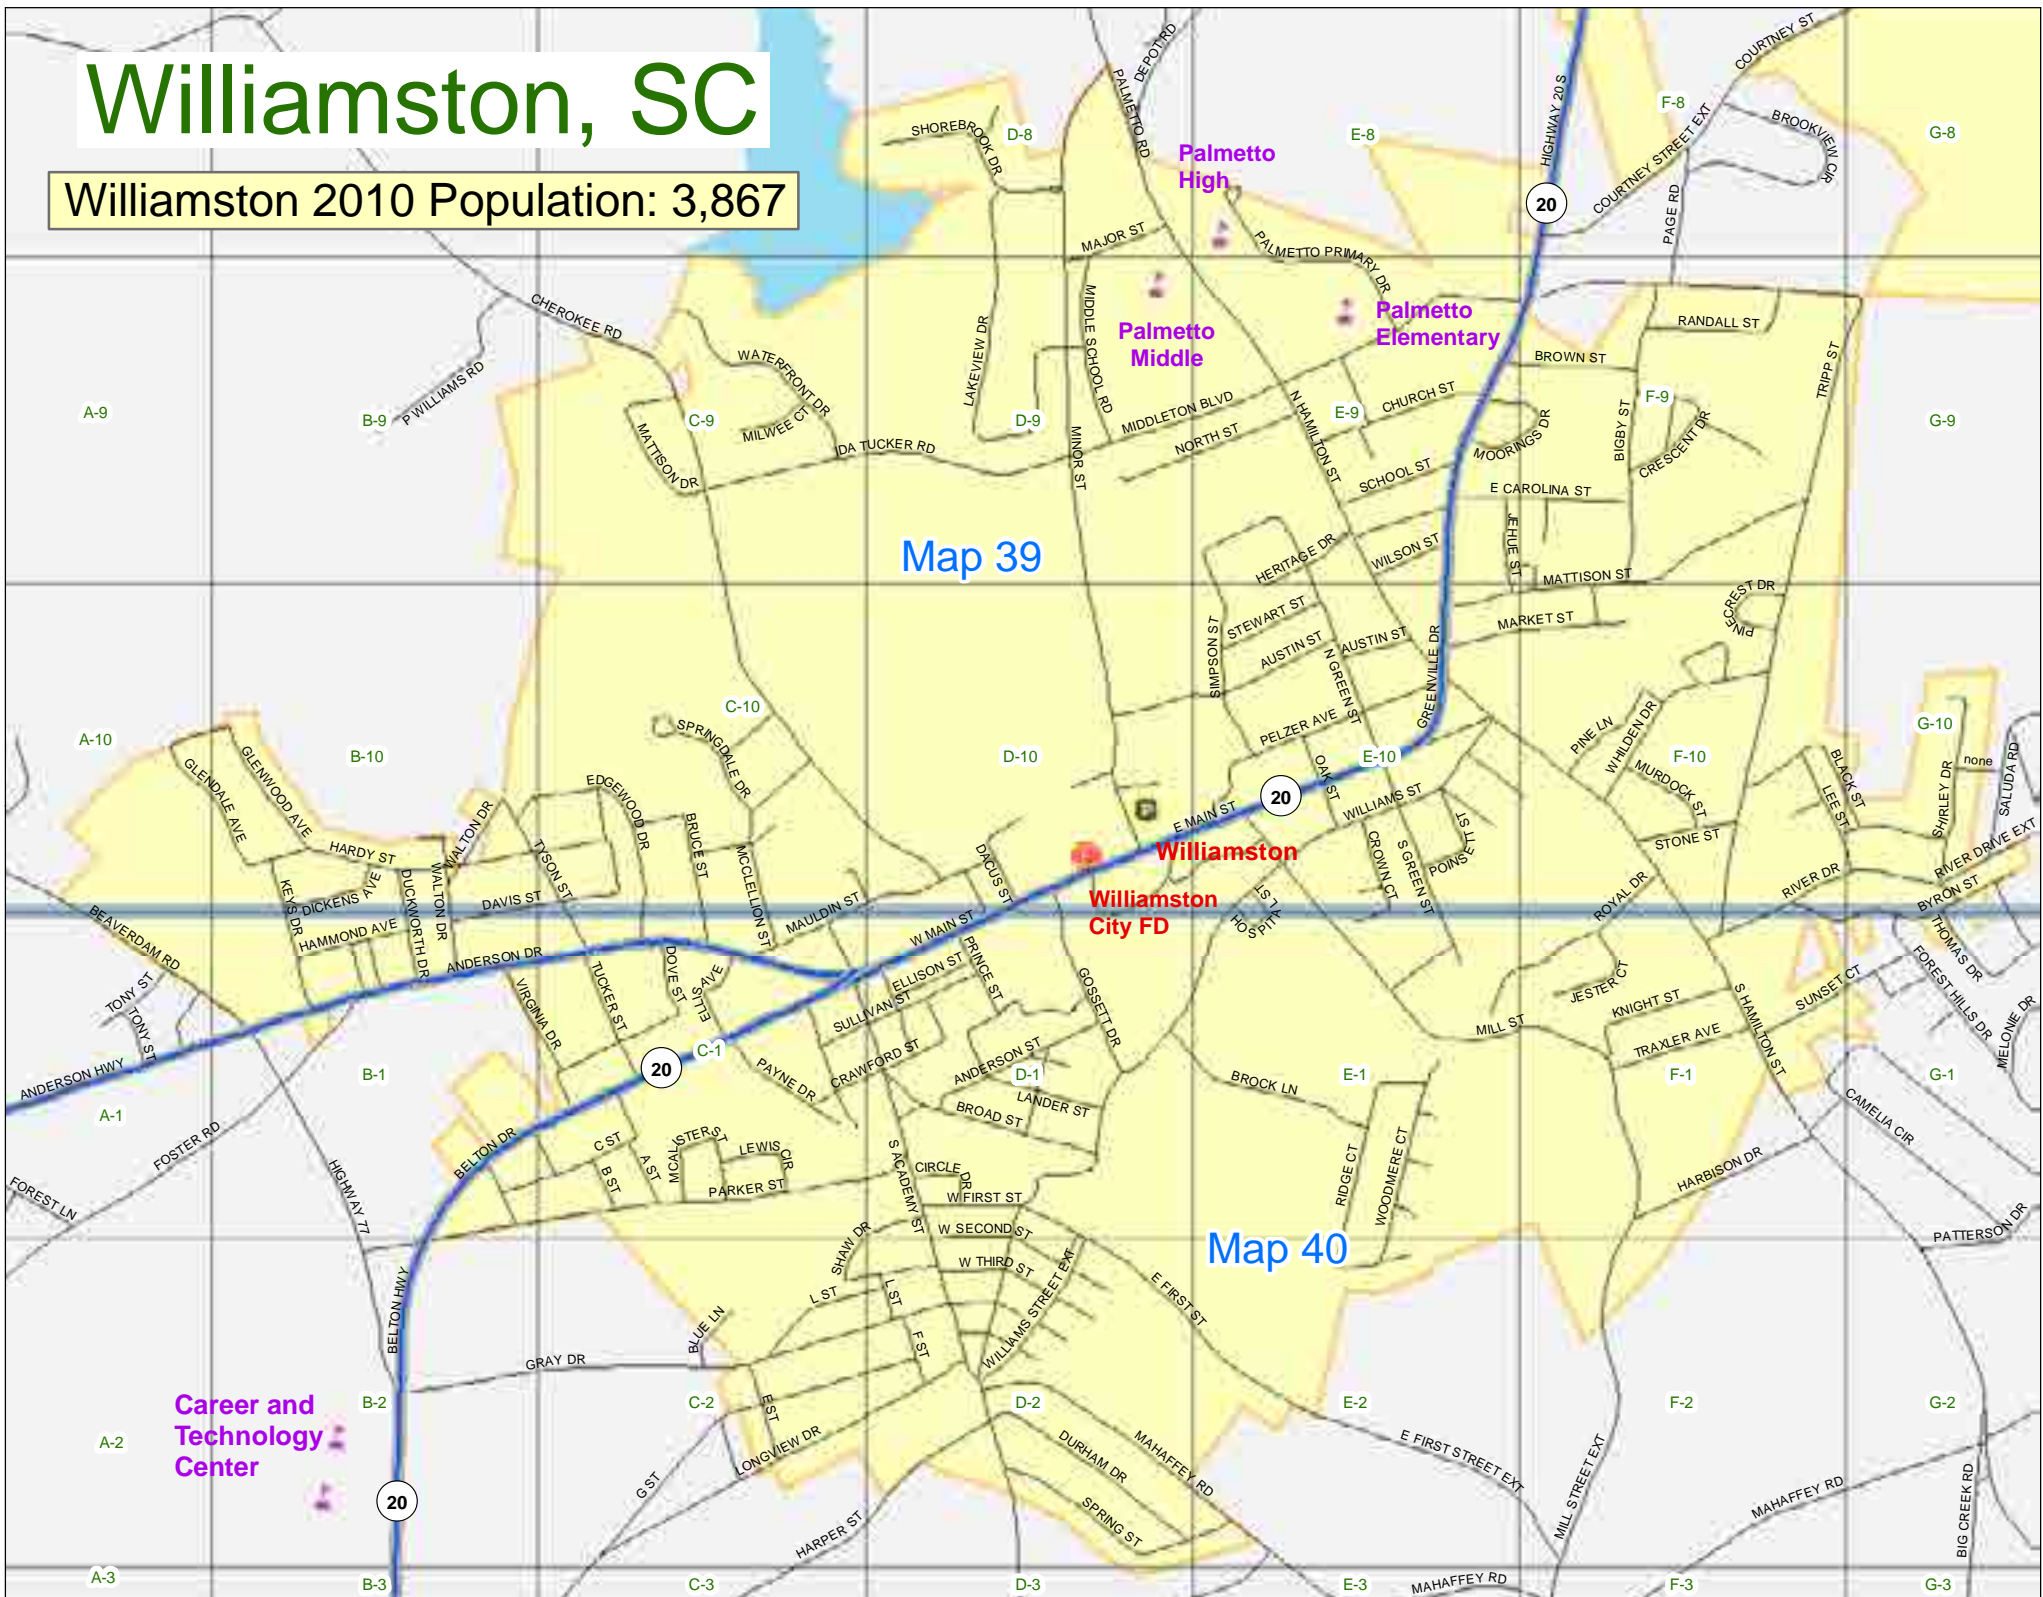 Williamston, SC
Williamston 2010 Population: 3,867
DEPOT RD
PALMETTO RD
HIGHWAY 20 S
COURTNEY ST
F-8
SHOREBROOK DR
D-8
E-8
BROOKVIEW CIR
G-8
COURTNEY STREET EXT
Palmetto
High
20
PAGE RD
MAJOR ST
PALMETTO PRIMARY DR
CHEROKEE RD
MIDDLE SCHOOL RD
Palmetto
Middle
Palmetto
Elementary
RANDALL ST
LAKEVIEW DR
WATERFRONT DR
P WILLIAMS RD
BROWN ST
TRIPP ST
A-9
B-9
C-9
MILWEE CT
D-9
MIDDLETON BLVD
N HAMILTON ST
E-9
CHURCH ST
F-9
G-9
MATTISON DR
IDA TUCKER RD
MINOR ST
NORTH ST
MOORINGS DR
BIGBY ST
CRESCENT DR
SCHOOL ST
E CAROLINA ST
Map 39
HERITAGE DR
WILSON ST
JEHUE ST
MATTISON ST
PINECREST DR
STEWART ST
MARKET ST
SIMPSON ST
AUSTIN ST
AUSTIN ST
N GREEN ST
GREENVILLE DR
A-10
B-10
C-10
D-10
E-10
F-10
G-10
SPRINGDALE DR
PELZER AVE
PINE LN
WHILDEN DR
none
SALUDA RD
GLENDALE AVE
GLENWOOD AVE
EDGEWOOD DR
OAK ST
MURDOCK ST
BLACK ST
LEE ST
SHIRLEY DR
20
WILLIAMS ST
E MAIN ST
HARDY ST
WALTON DR
TYSON ST
BRUCE ST
MCCLELLION ST
DACUS ST
Williamston
CROWN CT
S GREEN ST
POINSETT ST
STONE ST
RIVER DRIVE EXT
KEYS DR
DICKENS AVE
DUCKWORTH DR
WALTON DR
DAVIS ST
MAULDIN ST
Williamston
City FD
HOSPITAL ST
ROYAL DR
RIVER DR
BYRON ST
BEAVERDAM RD
HAMMOND AVE
W MAIN ST
THOMAS DR
ANDERSON DR
TUCKER ST
DOVE ST
ELLIS AVE
ELLISON ST
PRINCE ST
GOSSETT DR
JESTER CT
SUNSET CT
FOREST HILLS DR
TONY ST
TONY ST
VIRGINIA DR
SULLIVAN ST
MILL ST
KNIGHT ST
S HAMILTON ST
MELONIE DR
TRAXLER AVE
ANDERSON HWY
A-1
B-1
20
C-1
PAYNE DR
CRAWFORD ST
ANDERSON ST
D-1
BROCK LN
E-1
F-1
G-1
LANDER ST
BROAD ST
CAMELIA CIR
FOSTER RD
BELTON DR
C ST
MCALISTER ST
LEWIS CIR
S ACADEMY ST
HIGHWAY 77
B ST
A ST
PARKER ST
CIRCLE DR
RIDGE CT
WOODMERE CT
HARBISON DR
FOREST LN
W FIRST ST
W SECOND ST
SHAW DR
Map 40
PATTERSON DR
W THIRD ST
BELTON HWY
L ST
L ST
E FIRST ST
WILLIAMS STREET EXT
BLUE LN
F ST
GRAY DR
Career and
Technology
Center
A-2
B-2
C-2
E ST
D-2
E-2
F-2
G-2
LONGVIEW DR
DURHAM DR
MAHAFFEY RD
E FIRST STREET EXT
G ST
20
SPRING ST
MILL STREET EXT
MAHAFFEY RD
BIG CREEK RD
HARPER ST
A-3
B-3
C-3
D-3
E-3
MAHAFFEY RD
F-3
G-3